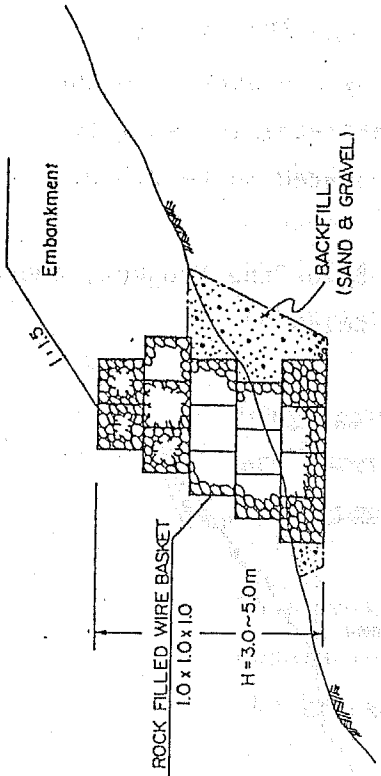 1:1.5
Embankment
ROCK FILLED WIRE BASKET
1.0 x 1.0 x 1.0
H = 3.0~5.0m
BACKFILL
(SAND & GRAVEL)